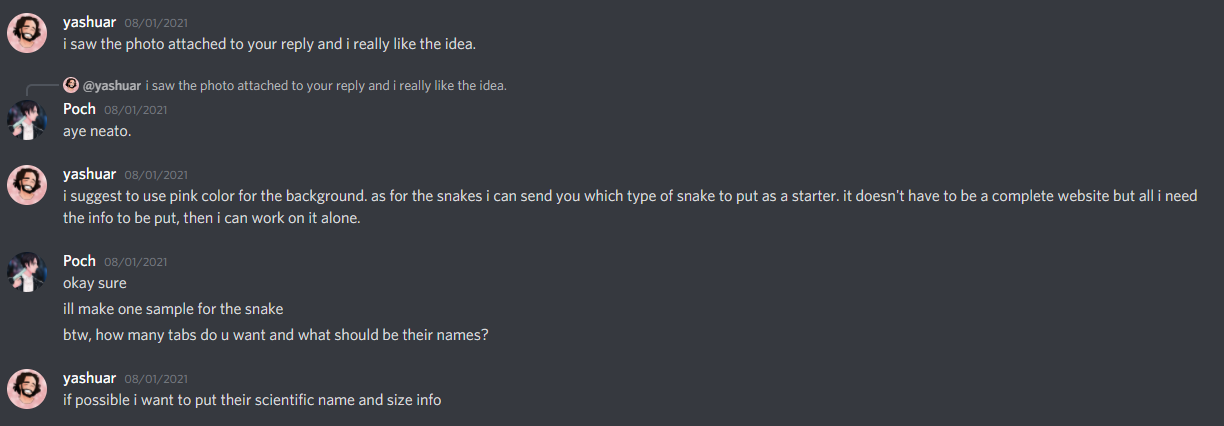 yashuar 08/01/2021
i saw the photo attached to your reply and i really like the idea.
@yashuar i saw the photo attached to your reply and i really like the idea.
Poch 08/01/2021
aye neato.
yashuar 08/01/2021
i suggest to use pink color for the background. as for the snakes i can send you which type of snake to put as a starter. it doesn't have to be a complete website but all i need
the info to be put, then i can work on it alone.
Poch 08/01/2021
okay sure
ill make one sample for the snake
btw, how many tabs do u want and what should be their names?
yashuar 08/01/2021
if possible i want to put their scientific name and size info